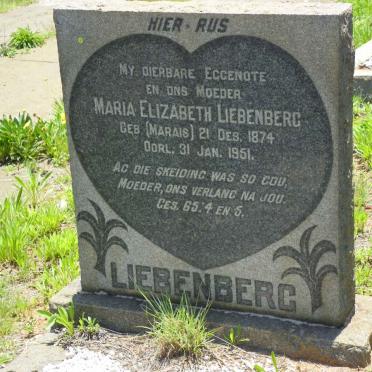 HIER RUS
MY DIERBARE EGGENOTE
EN ONS MOEDER
MARIA ELIZABETH LIEBENBERG
GEB (MARAIS) 21 DES. 1874
OORL. 31 JAN. 1951.
AG DIE SKEIDING WAS SO GOU,
MOEDER, ONS VERLANG NA JOU.
GES. 65.4 EN 5.
LIEBENBERG